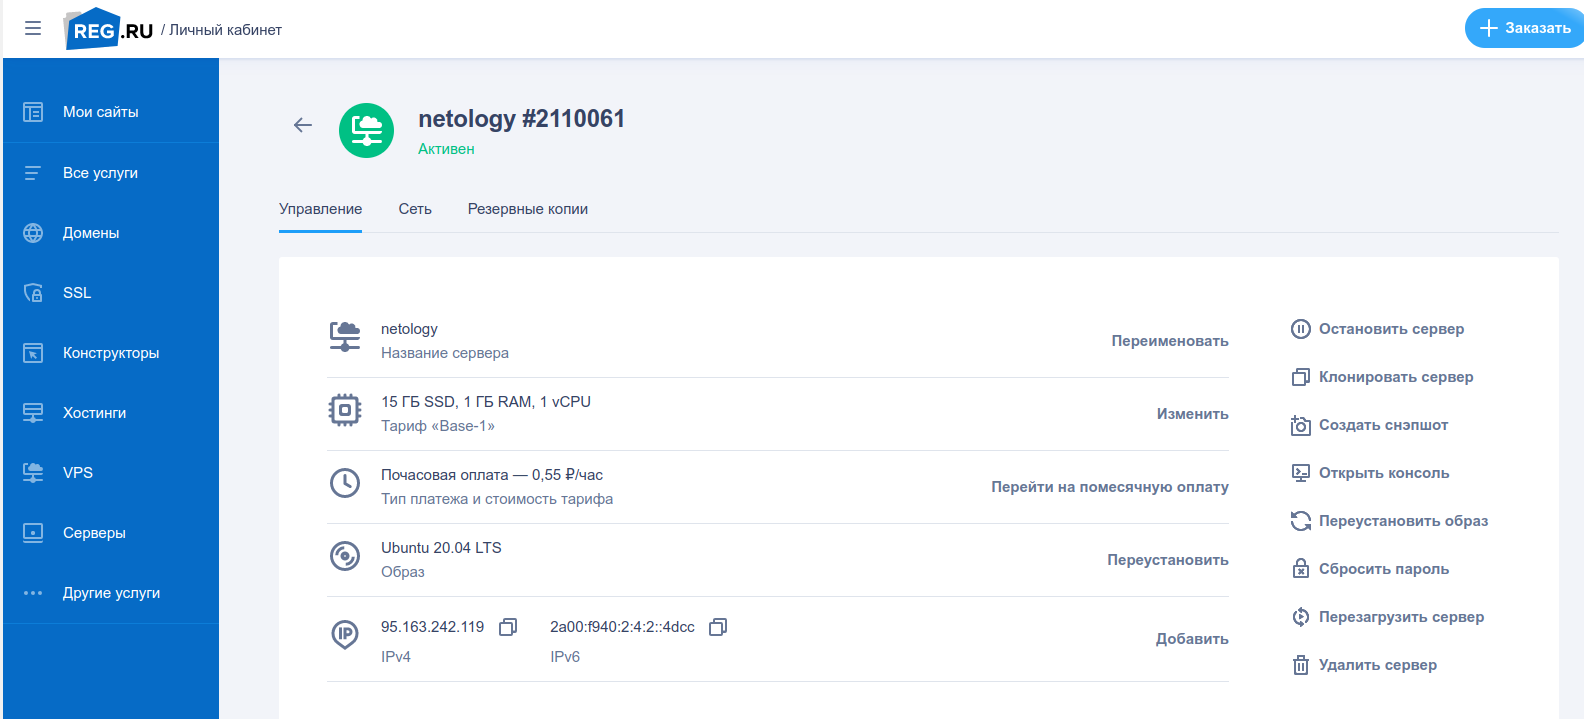 REG.RU / Личный кабинет
Заказать
Мои сайты
Все услуги
Домены
SSL
Конструкторы
Хостинги
VPS
Серверы
Другие услуги
netology #2110061
Активен
Управление Сеть Резервные копии
netology
Название сервера
Переименовать
15 ГБ SSD, 1 ГБ RAM, 1 vCPU
Тариф «Base-1»
Изменить
Почасовая оплата — 0,55 ₽/час
Тип платежа и стоимость тарифа
Перейти на помесячную оплату
Ubuntu 20.04 LTS
Образ
Переустановить
IP
95.163.242.119 2a00:f940:2:4:2::4dcc
IPv4 IPv6
Добавить
Остановить сервер
Клонировать сервер
Создать снэпшот
Открыть консоль
Переустановить образ
Сбросить пароль
Перезагрузить сервер
Удалить сервер